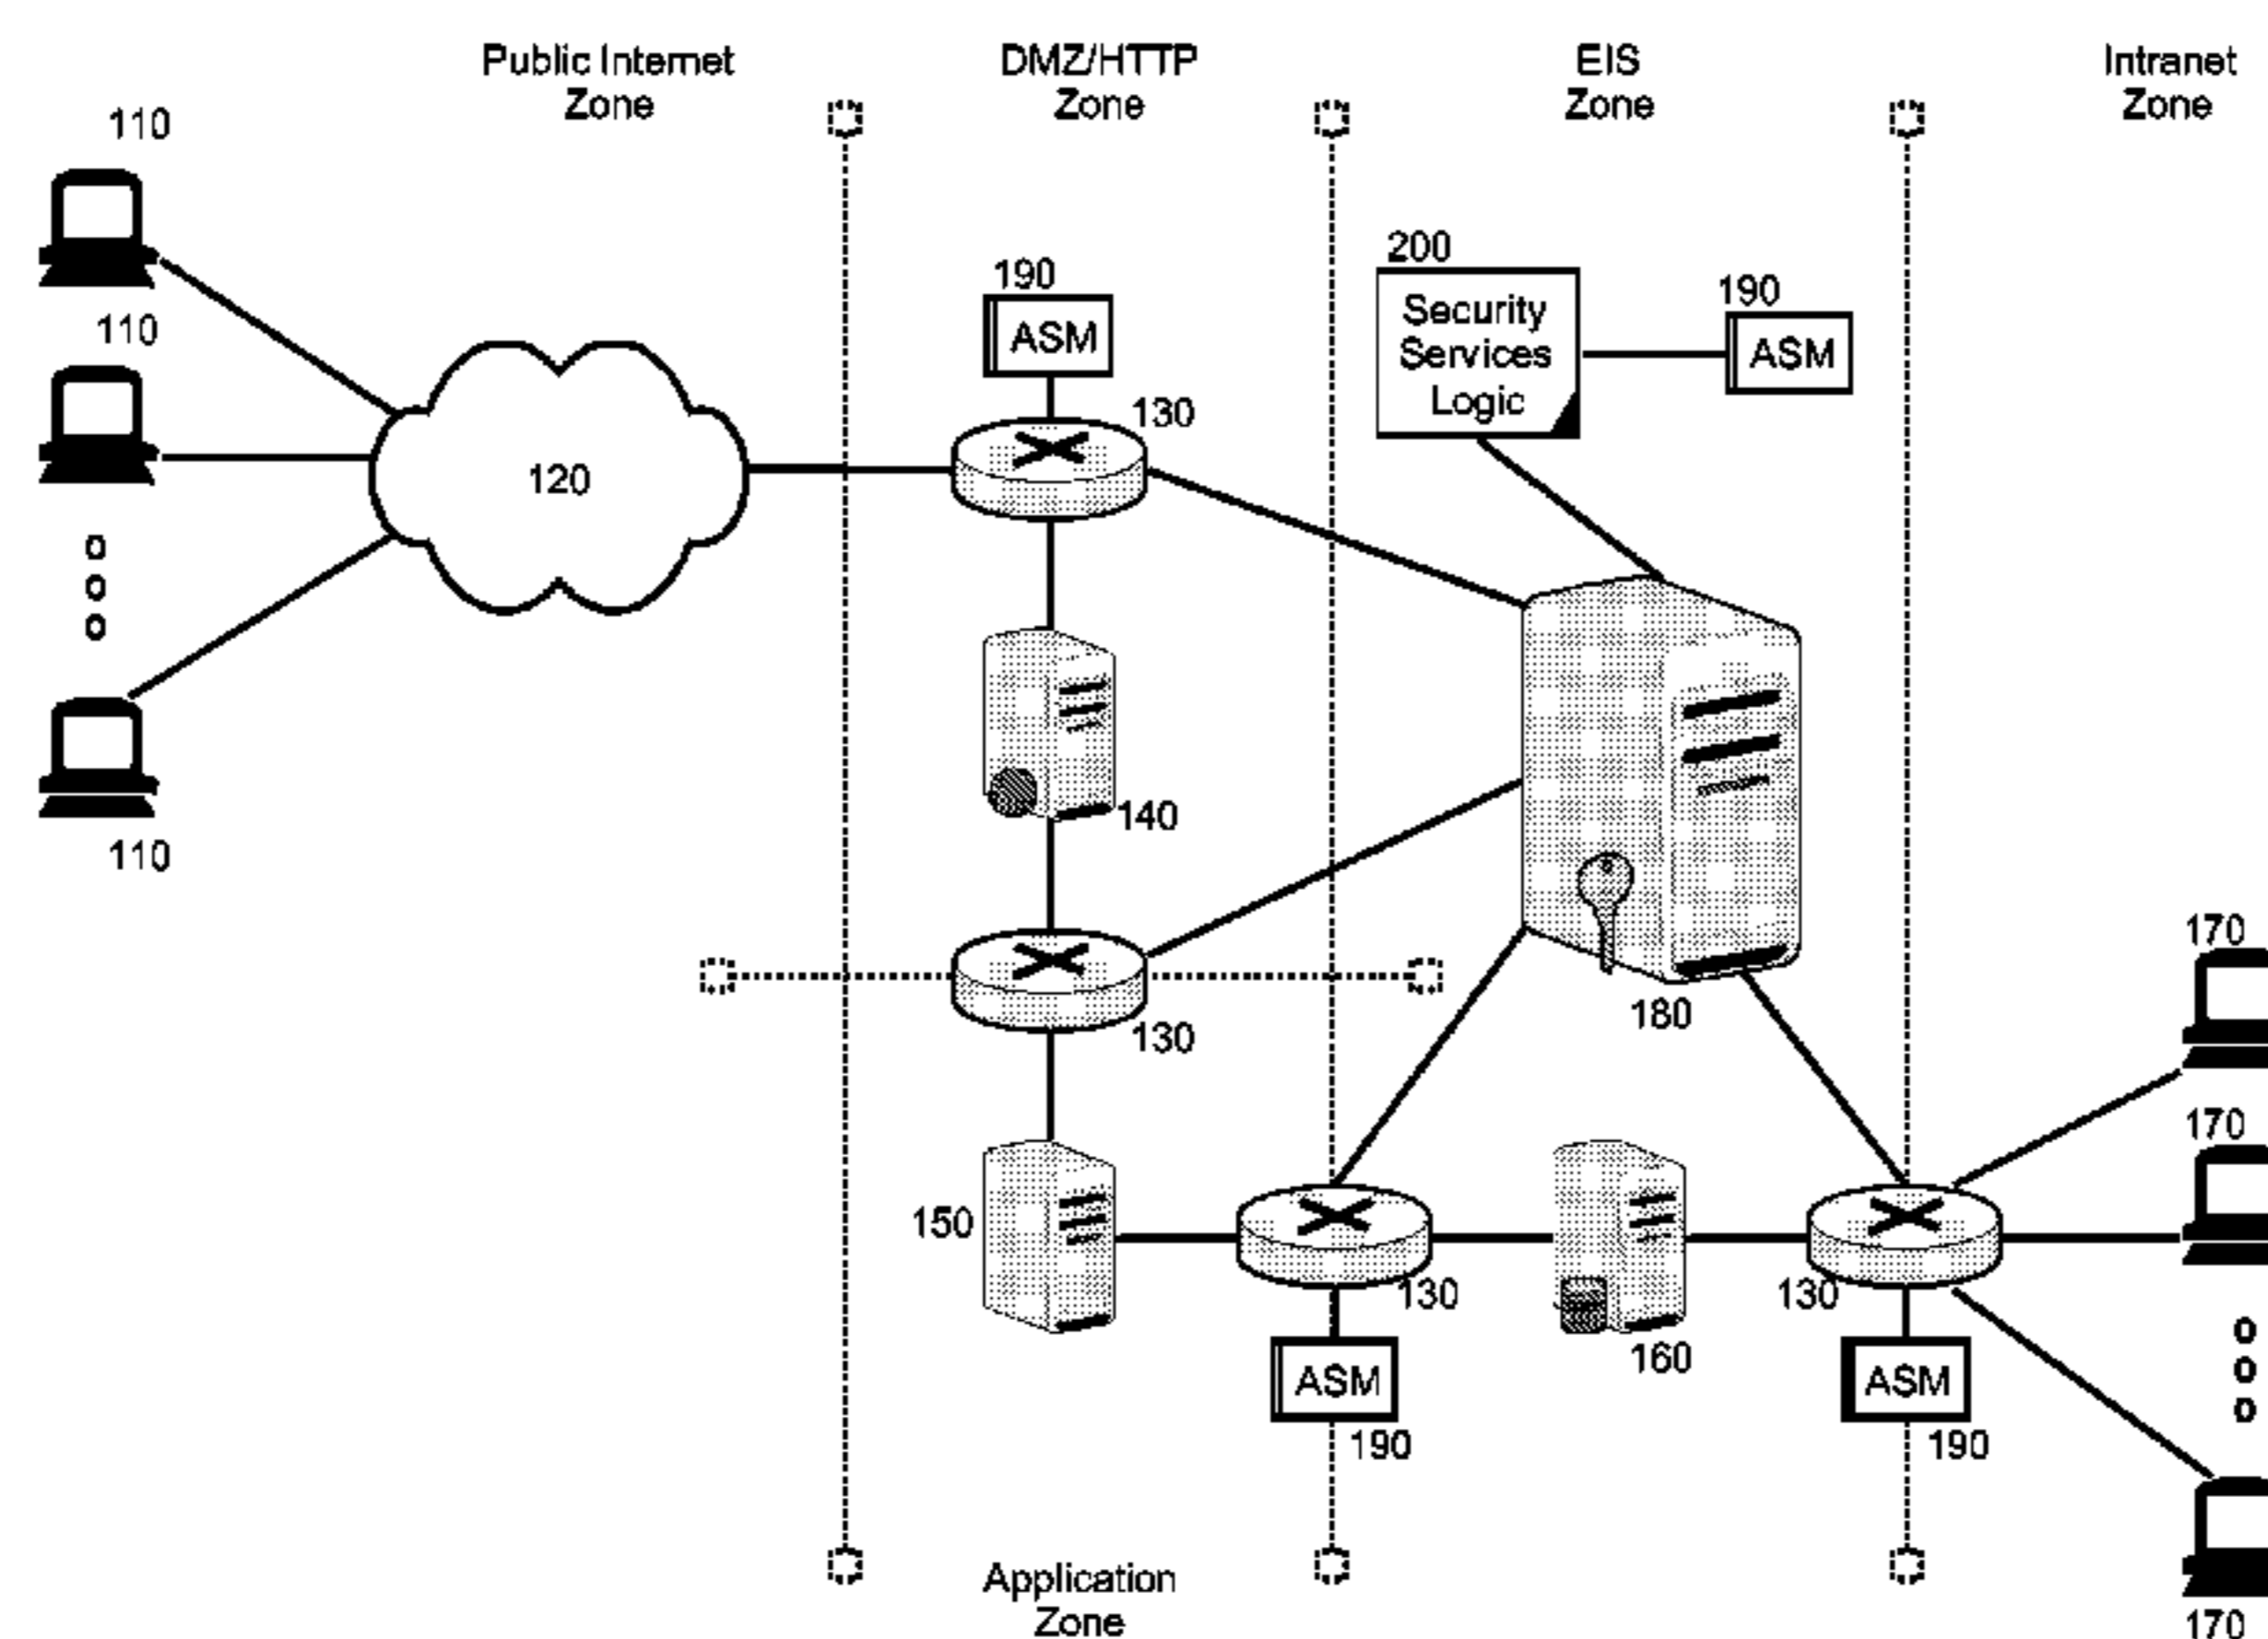 Public Internet
Zone
DMZ/HTTP
Zone
EIS
Zone
Intranet
Zone
110
110
110
120
190
ASM
130
200
Security
Services
Logic
190
ASM
140
130
180
150
130
ASM
190
160
130
ASM
190
170
170
170
Application
Zone